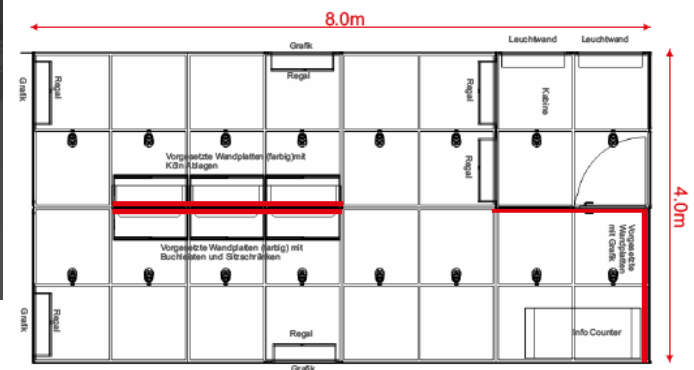 8.0m
Grafik
Leuchtwand
Leuchtwand
Regal
Grafik
Regal
Regal
Kabine
Vorgesetzte Wandplatten (farbig)mit
Köln Ablagen
Regal
4.0m
Vorgesetzte Wandplatten (farbig) mit
Buchleisten und Sitzschränken
Vorgesetzte
Wandplatten
mit Grafik
Grafik
Regal
Regal
Info Counter
Grafik